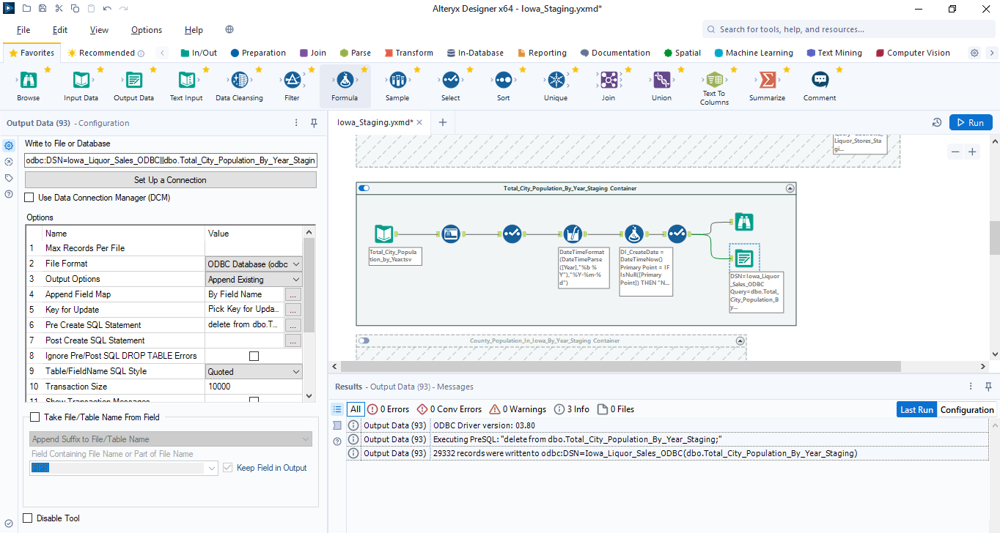 Alteryx Designer x64 - Iowa_Staging.yxmd*
File Edit View Options Help
Search for tools, help, and resources...
Favorites Recommended In/Out Preparation Join Parse Transform In-Database Reporting Documentation Spatial Machine Learning Text Mining Computer Vision
Browse Input Data Output Data Text Input Data Cleansing Filter Formula Sample Select Sort Unique Join Union Text To Columns Summarize Comment
Output Data (93) - Configuration
Write to File or Database
odbc:DSN=Iowa_Liquor_Sales_ODBC dbo.Total_City_Population_By_Year_Stagin
Set Up a Connection
Use Data Connection Manager (DCM)
Options
Name Value
1 Max Records Per File
2 File Format ODBC Database (odbc
3 Output Options Append Existing
4 Append Field Map By Field Name ...
5 Key for Update Pick Key for Upda... ...
6 Pre Create SQL Statement delete from dbo.T... ...
7 Post Create SQL Statement ...
8 Ignore Pre/Post SQL DROP TABLE Errors
9 Table/FieldName SQL Style Quoted
10 Transaction Size 10000
11 Show Transaction Messages
Take File/Table Name From Field
Append Suffix to File/Table Name
Field Containing File Name or Part of File Name
FIPS Keep Field in Output
Disable Tool
Iowa_Staging.yxmd*
Run
Liquor_Stores_Sta
gi...
Total_City_Population_By_Year_Staging Container
Total_City_Popula
tion_by_Year.tsv
DateTimeFormat
(DateTimeParse
([Year],"%b %
Y"),"%Y-%m-%
d")
DI_CreateDate =
DateTimeNow()
Primary Point = IF
IsNull([Primary
Point]) THEN "N...
DSN=Iowa_Liquor
_Sales_ODBC
Query=dbo.Total_
City_Population_B
y...
County_Population_In_Iowa_By_Year_Staging Container
Results - Output Data (93) - Messages
All 0 Errors 0 Conv Errors 0 Warnings 3 Info 0 Files Last Run Configuration
Output Data (93) ODBC Driver version: 03.80
Output Data (93) Executing PreSQL: "delete from dbo.Total_City_Population_By_Year_Staging;"
Output Data (93) 29332 records were written to odbc:DSN=Iowa_Liquor_Sales_ODBC(dbo.Total_City_Population_By_Year_Staging)